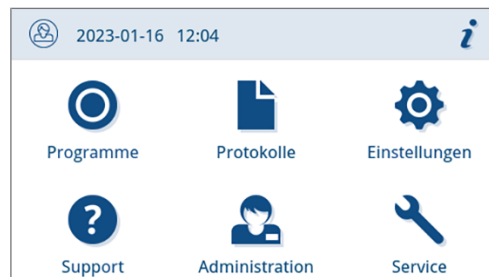 2023-01-16 12:04 i
Programme Protokolle Einstellungen
? 
Support Administration Service